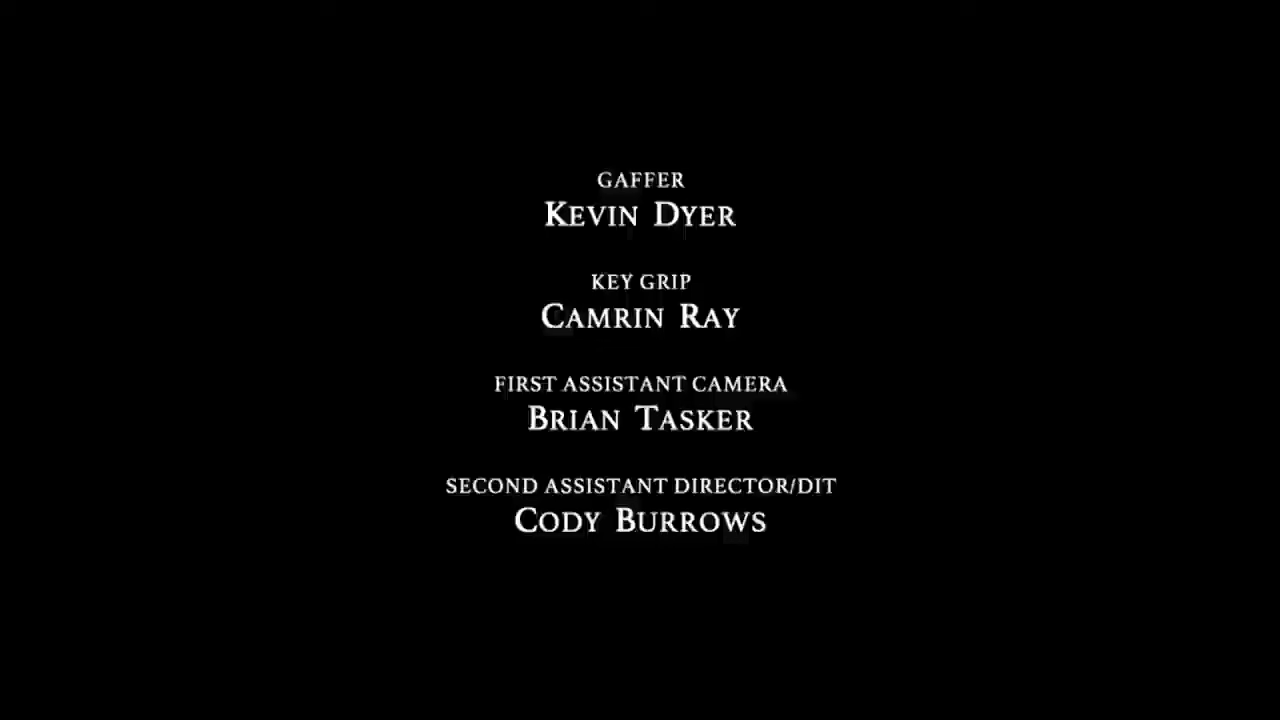 GAFFER
KEVIN DYER
KEY GRIP
CAMRIN RAY
FIRST ASSISTANT CAMERA
BRIAN TASKER
SECOND ASSISTANT DIRECTOR/DIT
CODY BURROWS